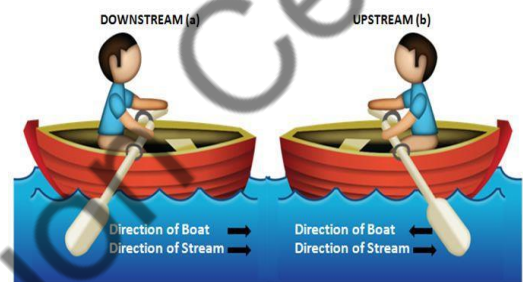 DOWNSTREAM (a)
UPSTREAM (b)
Direction of Boat
Direction of Stream
Direction of Boat
Direction of Stream